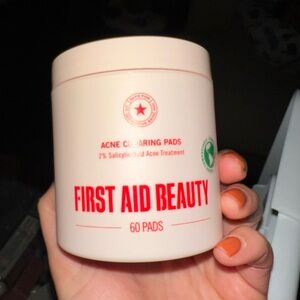 ACNE CLEARING PADS
2% Salicylic Acid Acne Treatment
FIRST AID BEAUTY
60 PADS